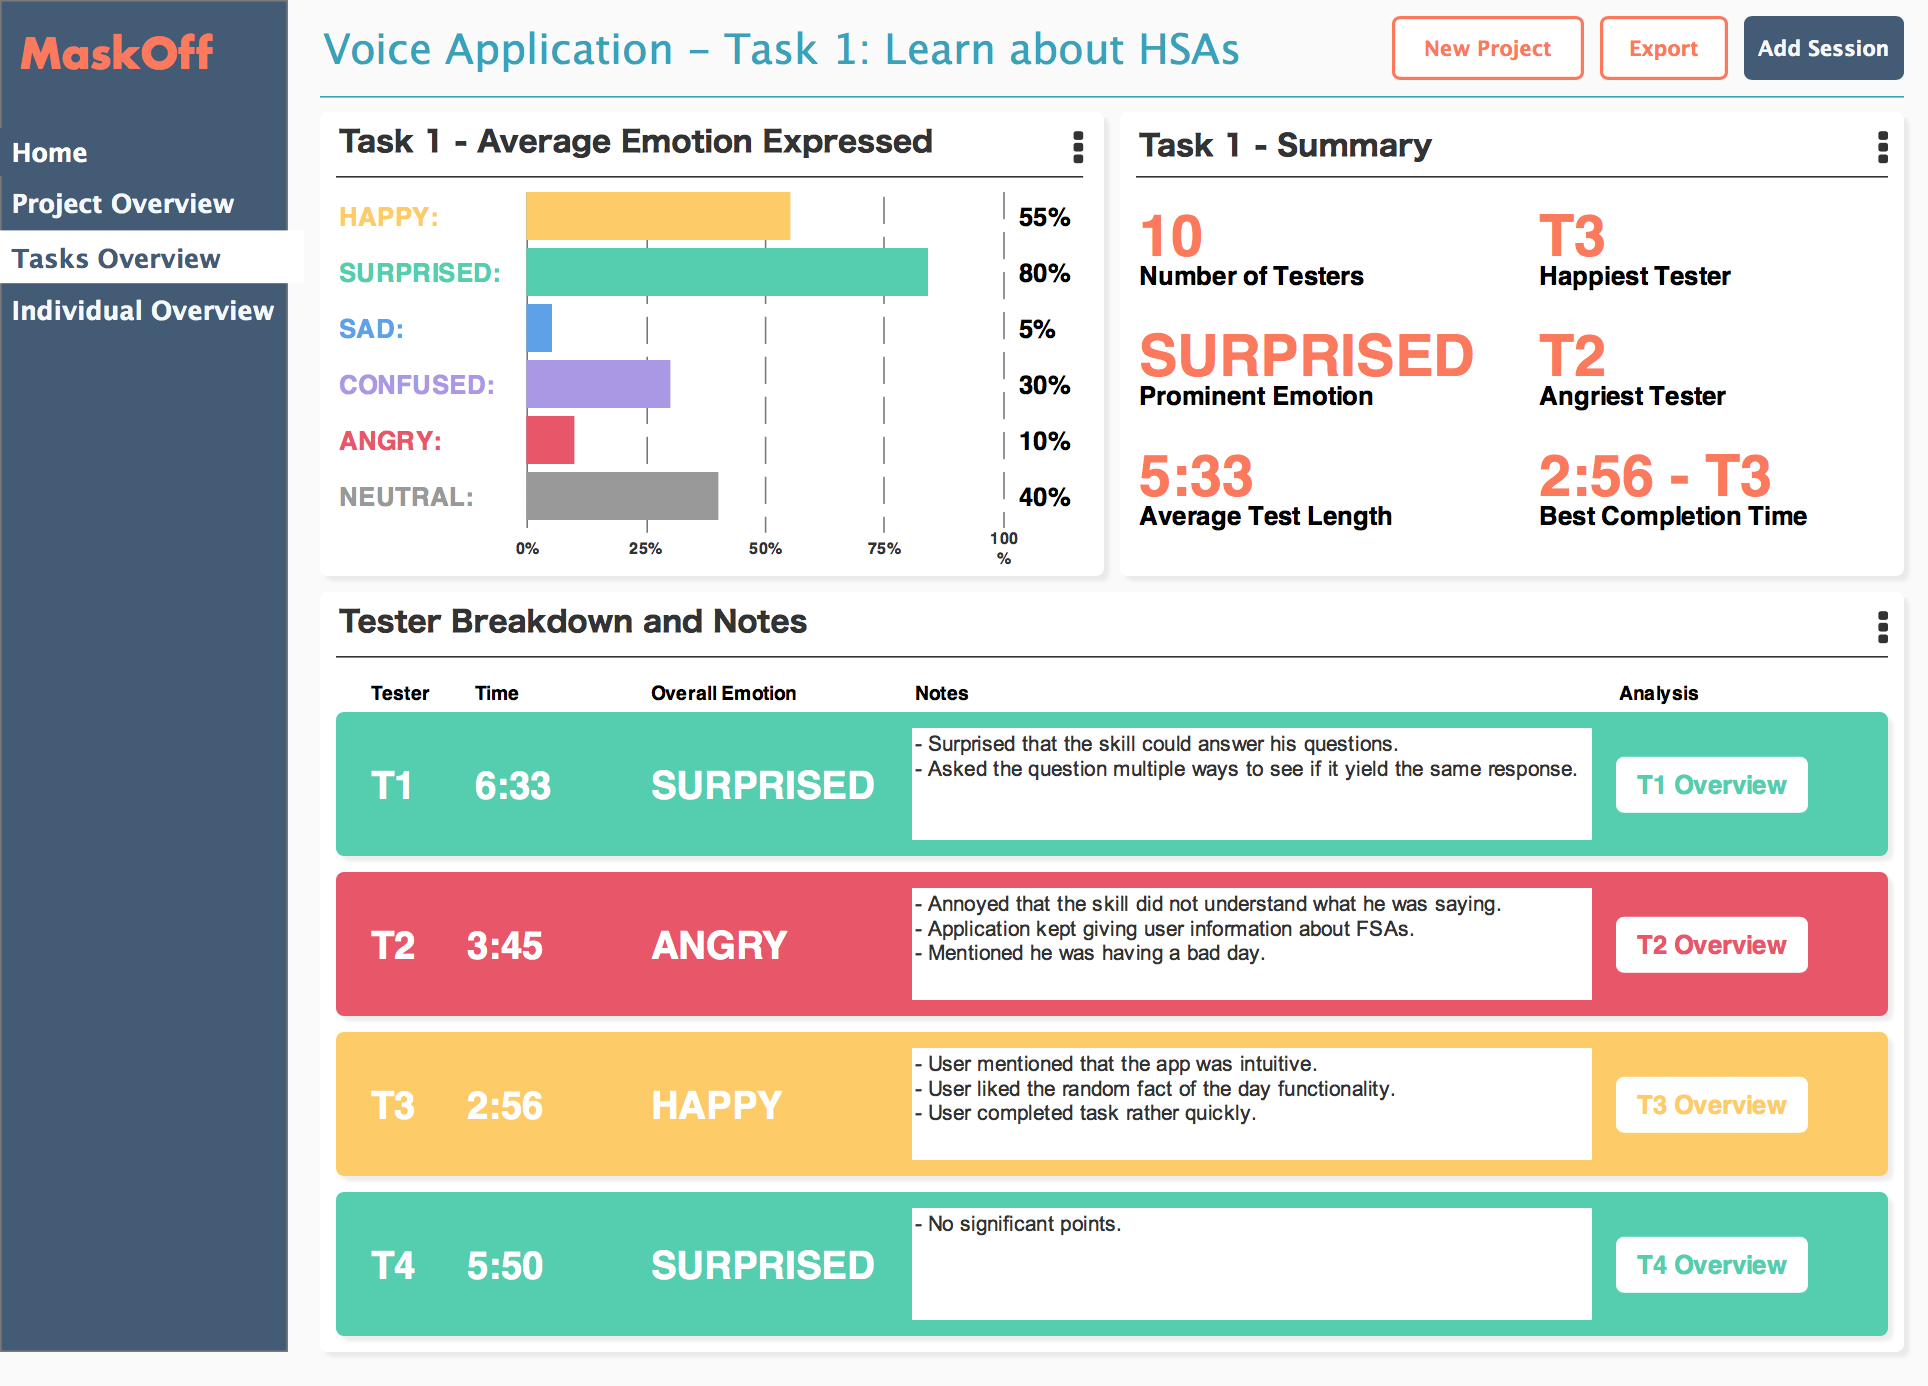 MaskOff
Home
Project Overview
Tasks Overview
Individual Overview
Voice Application - Task 1: Learn about HSAs
New Project
Export
Add Session
Task 1 - Average Emotion Expressed
HAPPY: 55%
SURPRISED: 80%
SAD: 5%
CONFUSED: 30%
ANGRY: 10%
NEUTRAL: 40%
0% 25% 50% 75% 100
%
Task 1 - Summary
10
Number of Testers
T3
Happiest Tester
SURPRISED
Prominent Emotion
T2
Angriest Tester
5:33
Average Test Length
2:56 - T3
Best Completion Time
Tester Breakdown and Notes
Tester Time Overall Emotion Notes Analysis
T1 6:33 SURPRISED
- Surprised that the skill could answer his questions.
- Asked the question multiple ways to see if it yield the same response.
T1 Overview
T2 3:45 ANGRY
- Annoyed that the skill did not understand what he was saying.
- Application kept giving user information about FSAs.
- Mentioned he was having a bad day.
T2 Overview
T3 2:56 HAPPY
- User mentioned that the app was intuitive.
- User liked the random fact of the day functionality.
- User completed task rather quickly.
T3 Overview
T4 5:50 SURPRISED
- No significant points.
T4 Overview